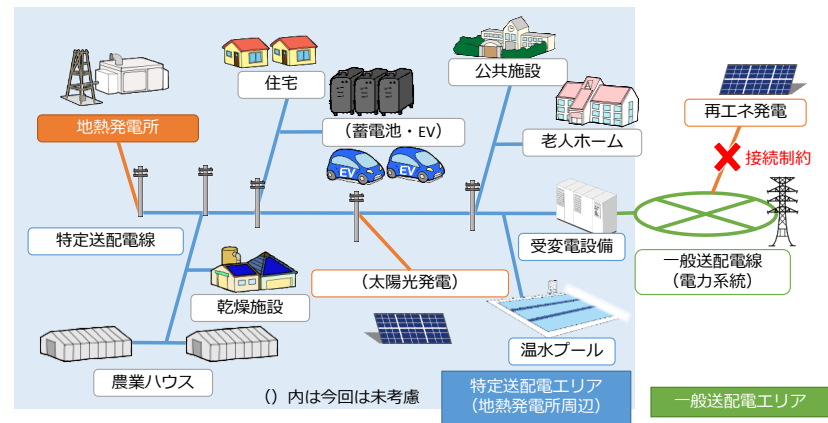 住宅
公共施設
再エネ発電
地熱発電所
（蓄電池・EV）
老人ホーム
接続制約
EV
EV
特定送配電線
受変電設備
一般送配電線
（電力系統）
（太陽光発電）
乾燥施設
温水プール
農業ハウス
（）内は今回は未考慮
特定送配電エリア
（地熱発電所周辺）
一般送配電エリア